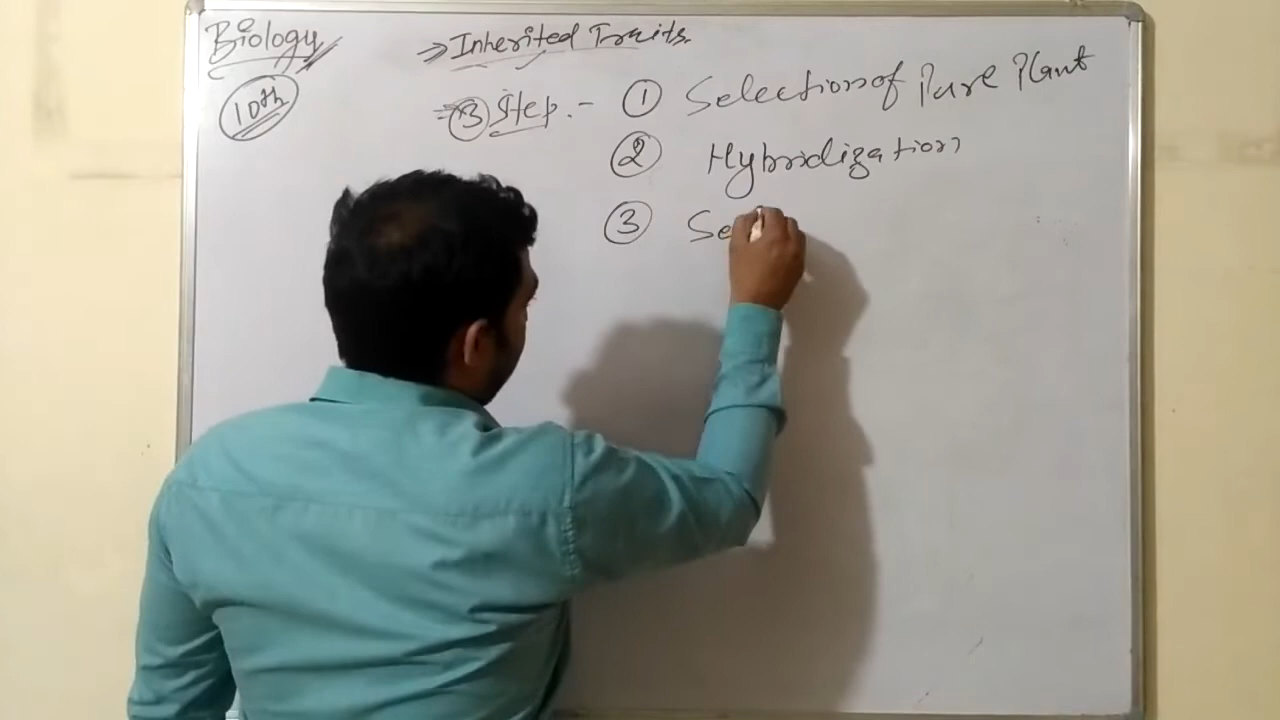 Biology
10th
⇒ Inherited Traits.
⇒ ③ Step. - ① Selection of Pure Plant
② Hybridization
③ Se